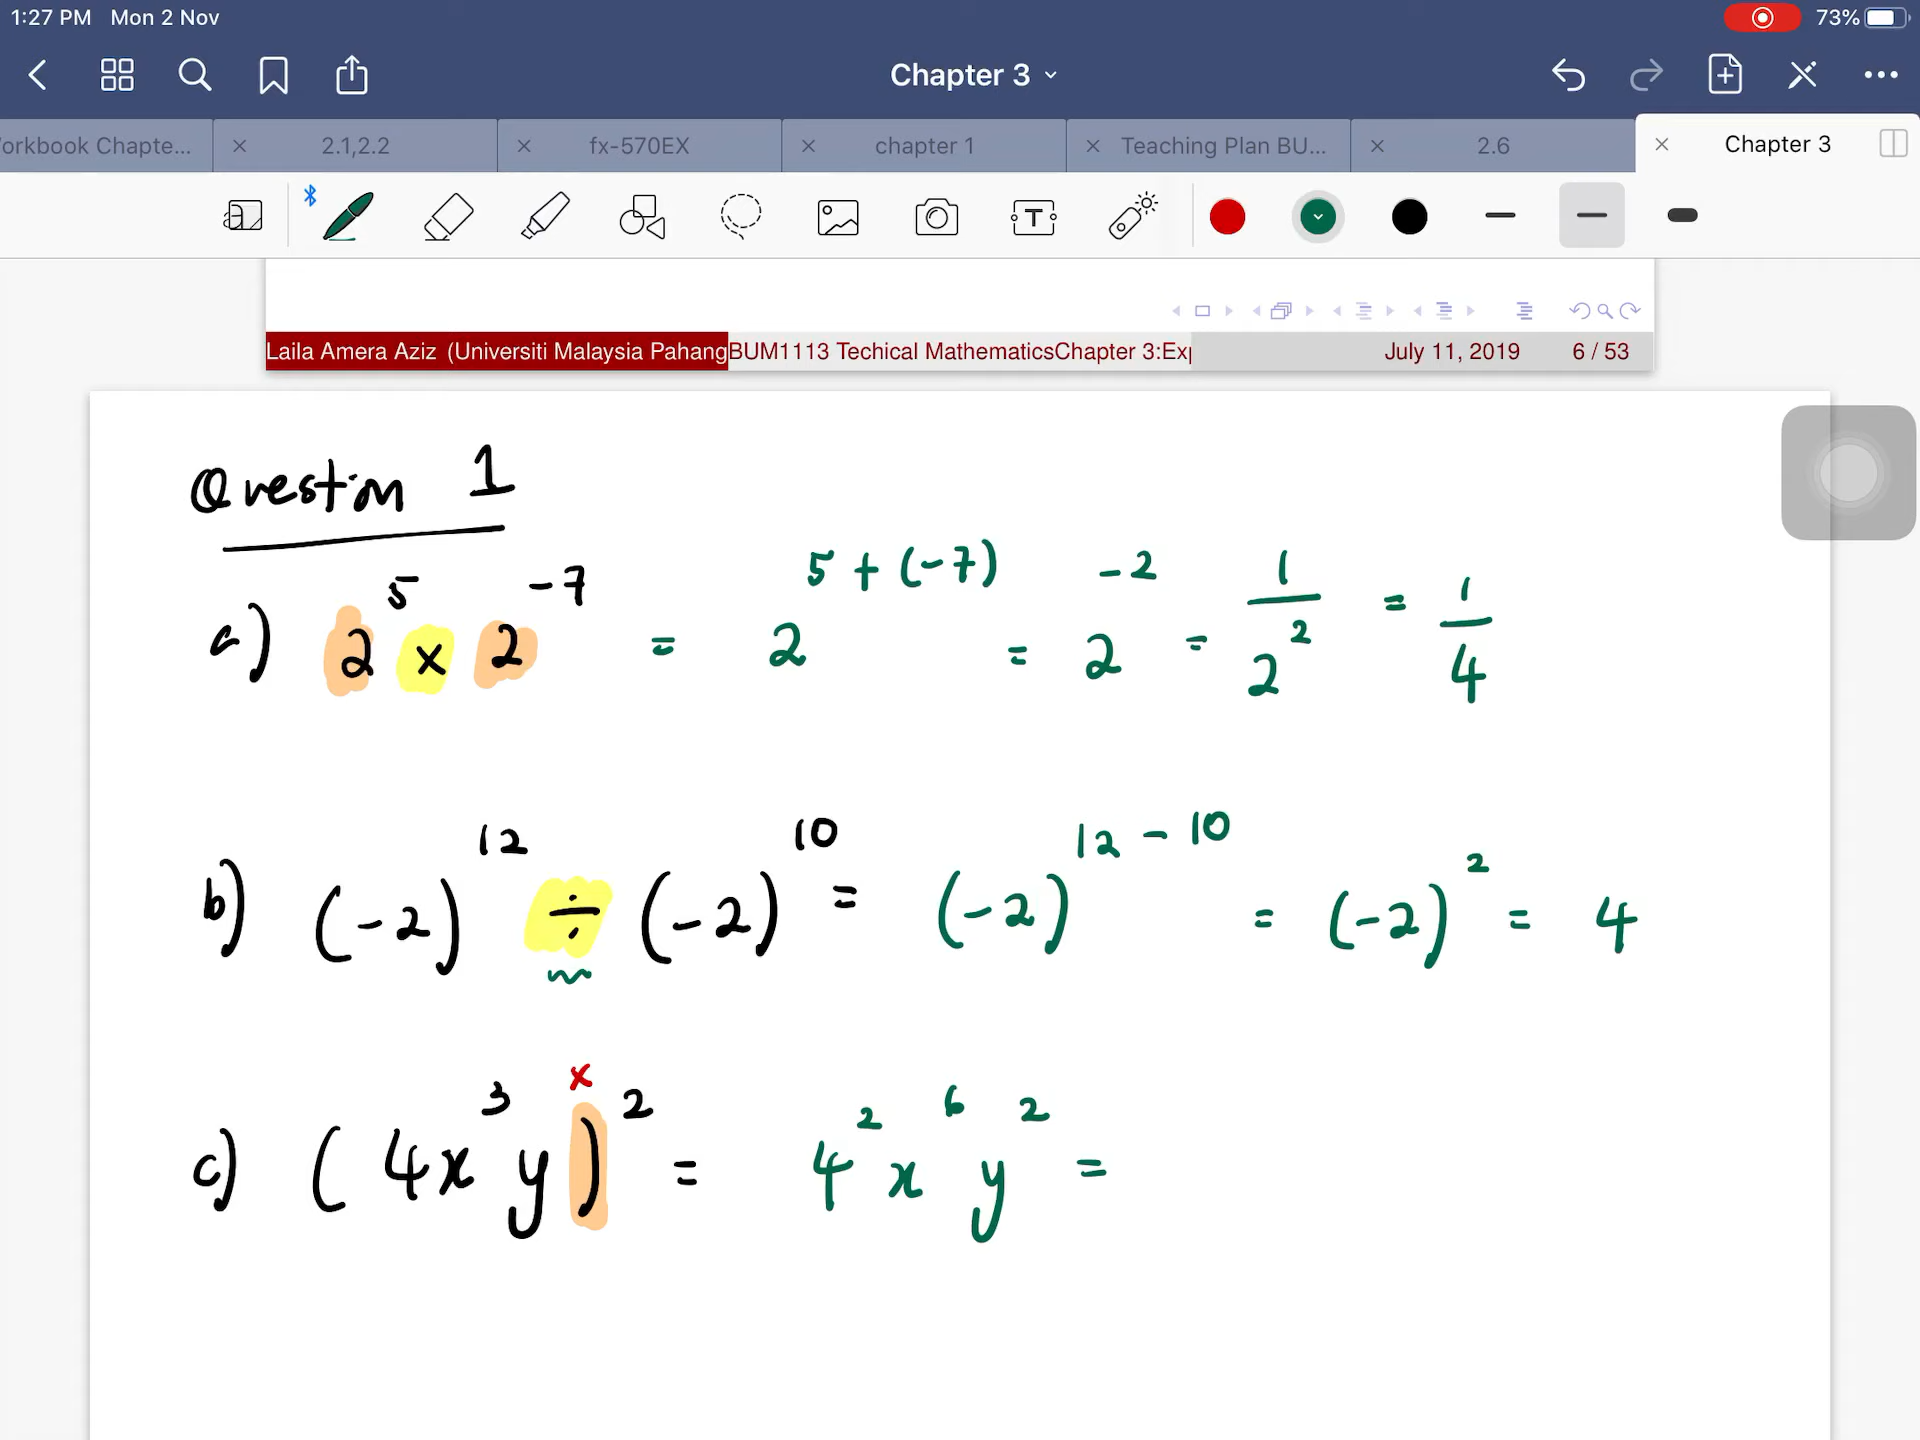 1:27 PM Mon 2 Nov 73%
Chapter 3
orkbook Chapte... 2.1,2.2 fx-570EX chapter 1 Teaching Plan BU... 2.6 Chapter 3
Laila Amera Aziz (Universiti Malaysia Pahang BUM1113 Techical MathematicsChapter 3:Exp July 11, 2019 6 / 53
Question 1
a) 2^5 × 2^-7 = 2^5+(-7) = 2^-2 = 1/2^2 = 1/4
b) (-2)^12 ÷ (-2)^10 = (-2)^12-10 = (-2)^2 = 4
×
c) (4x^3 y)^2 = 4^2 x^6 y^2 =